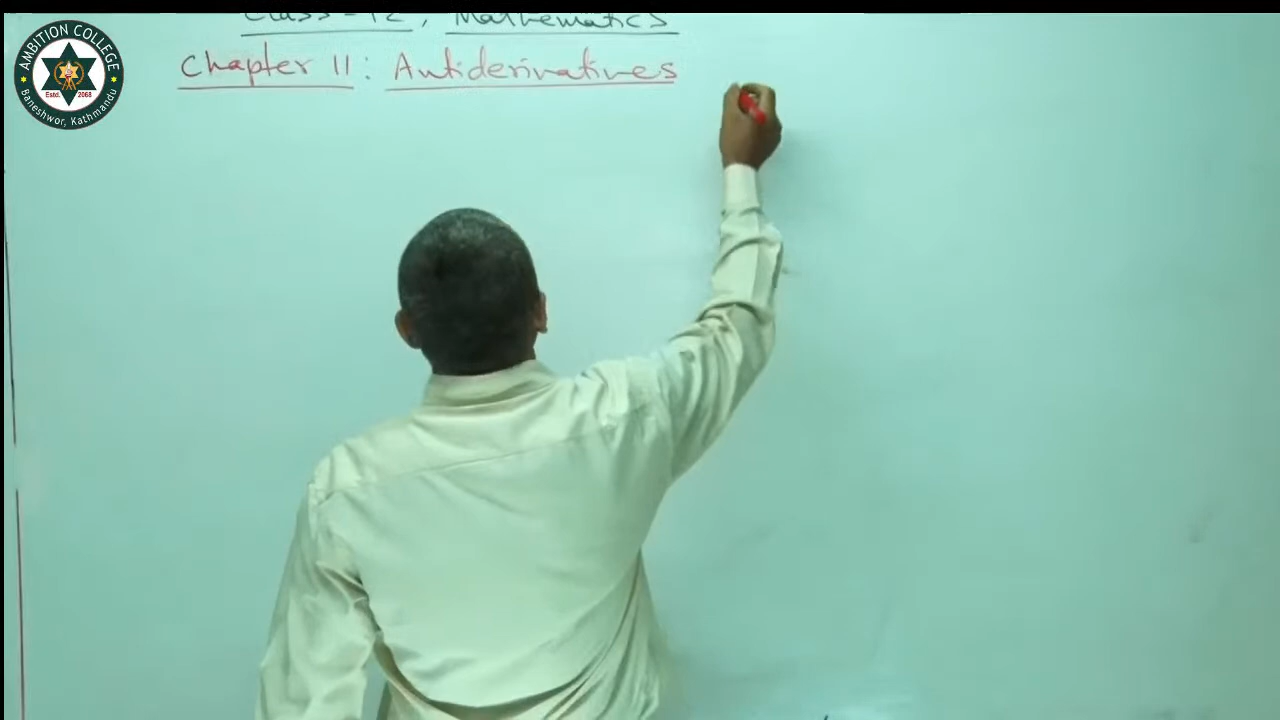 Class-12, Mathematics
Chapter 11: Antiderivatives
AMBITION COLLEGE
Estd. 2068
Baneshwor, Kathmandu